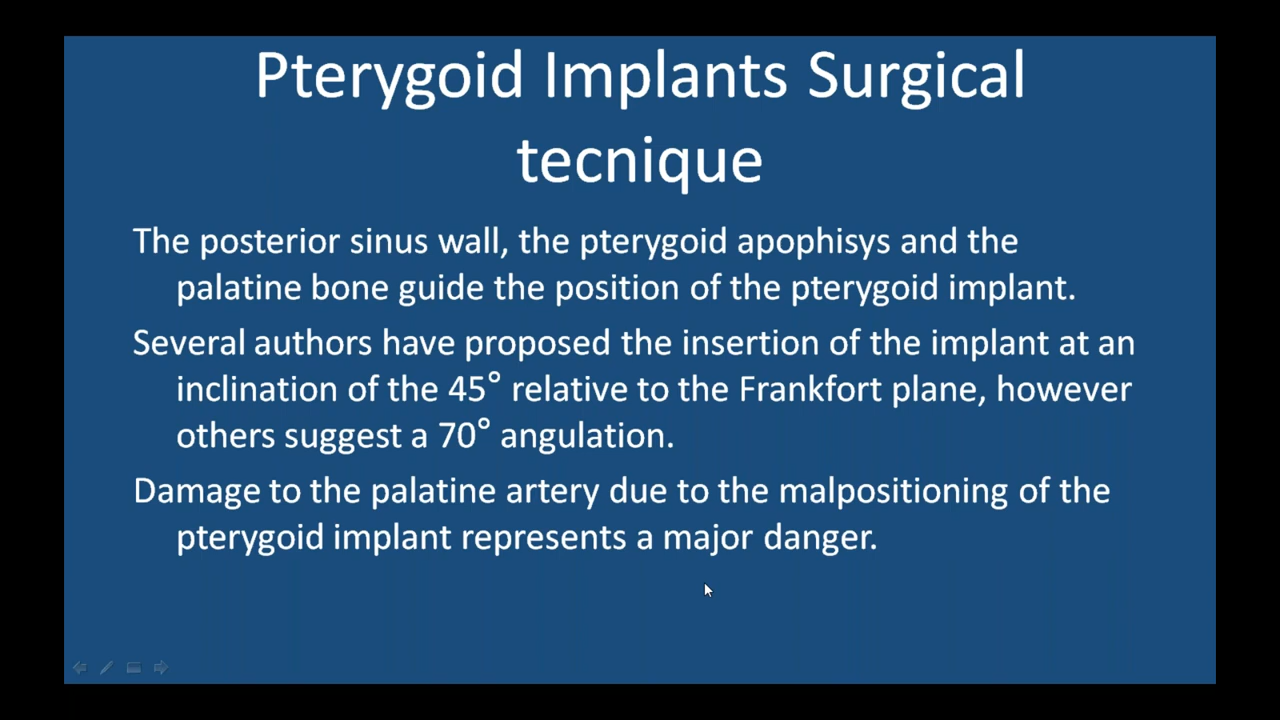 Pterygoid Implants Surgical
tecnique
The posterior sinus wall, the pterygoid apophisys and the
palatine bone guide the position of the pterygoid implant.
Several authors have proposed the insertion of the implant at an
inclination of the 45° relative to the Frankfort plane, however
others suggest a 70° angulation.
Damage to the palatine artery due to the malpositioning of the
pterygoid implant represents a major danger.